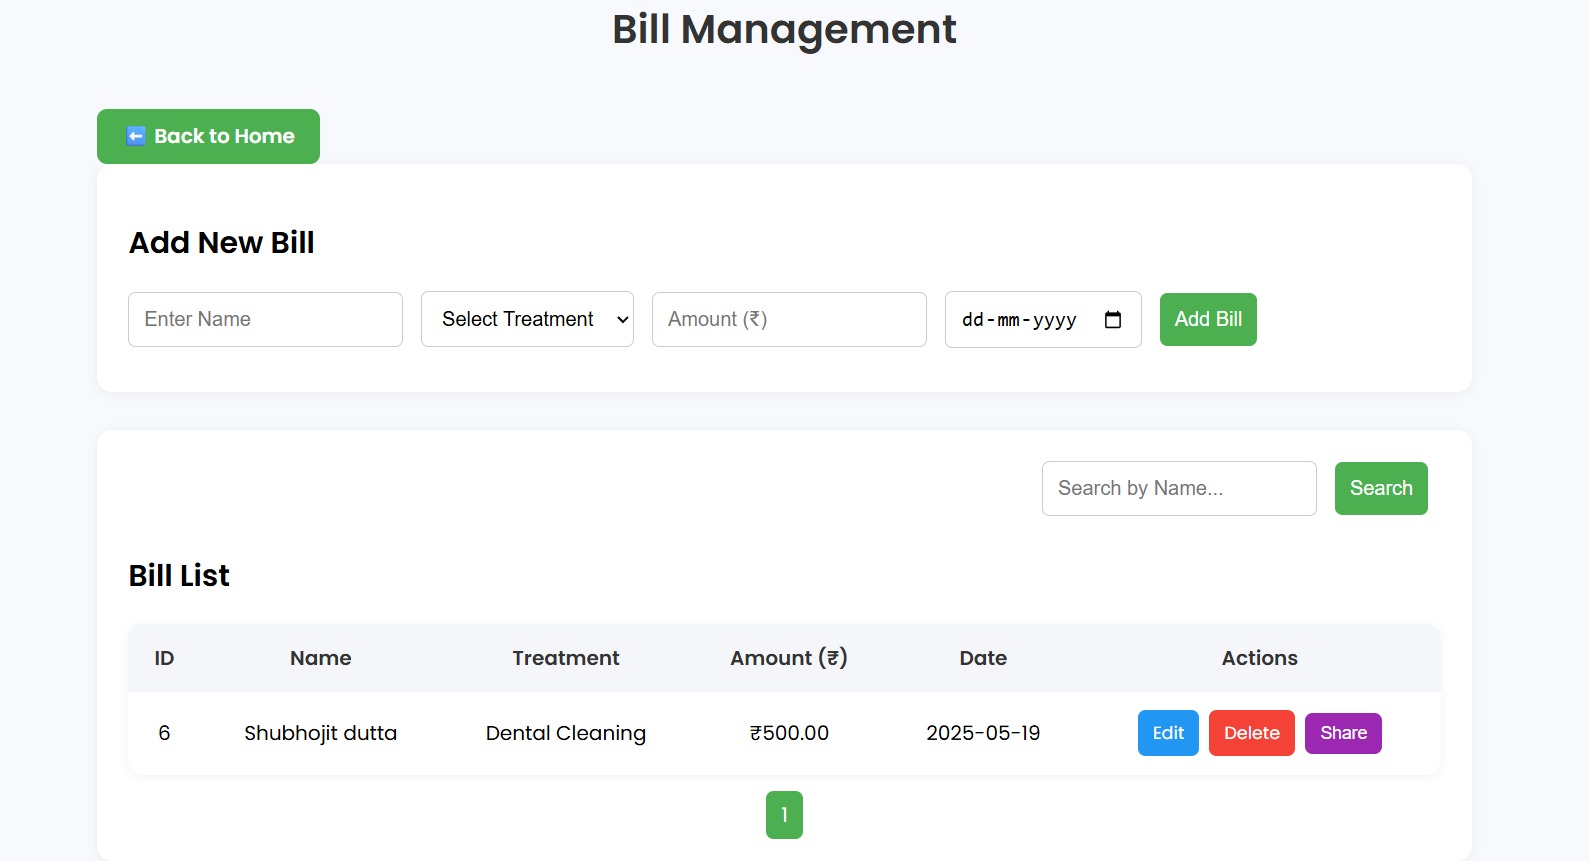 Bill Management
⬅️ Back to Home
Add New Bill
Enter Name Select Treatment Amount (₹) dd-mm-yyyy Add Bill
Search by Name... Search
Bill List
ID Name Treatment Amount (₹) Date Actions
6 Shubhojit dutta Dental Cleaning ₹500.00 2025-05-19 Edit Delete Share
1